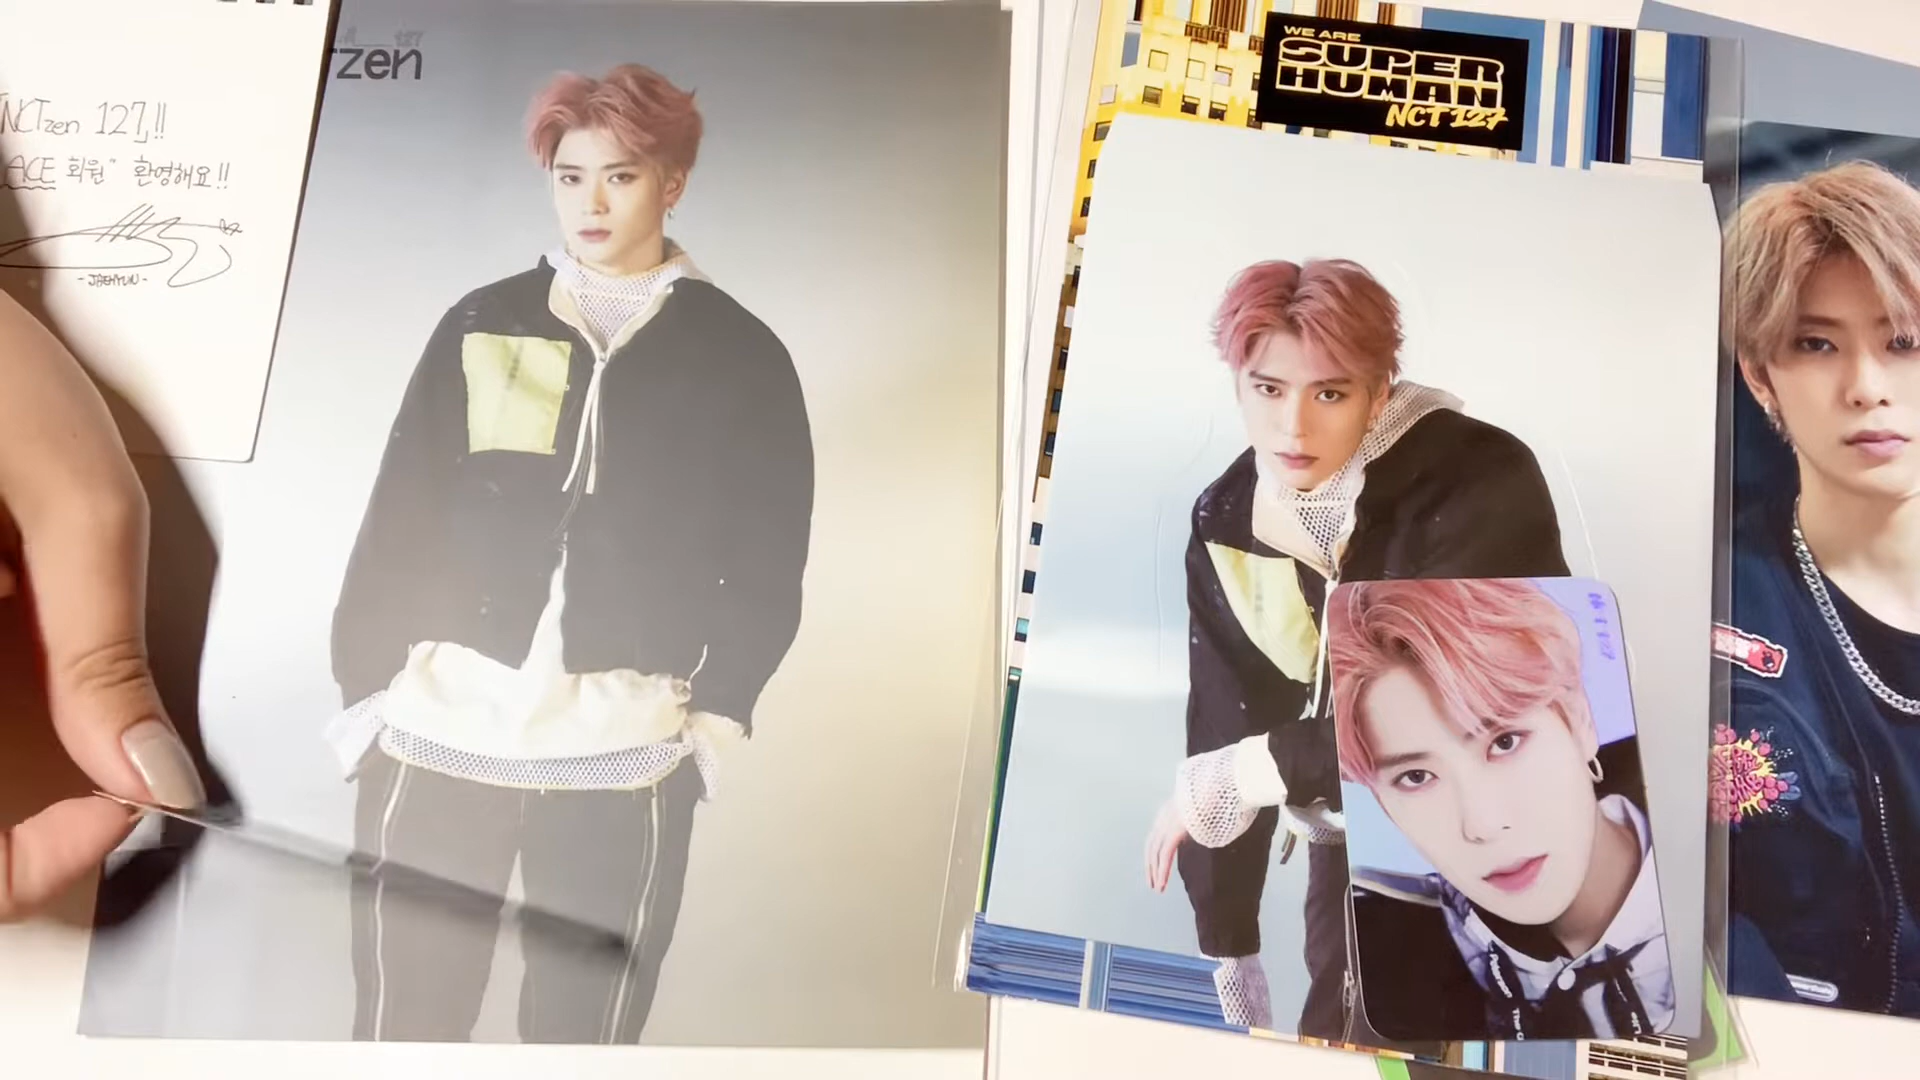 「NCTzen 127」!!
ACE 회원" 환영해요!!
-JAEHYUN-
zen
WE ARE
SUPER
HUMAN
NCT 127